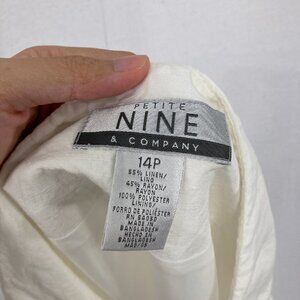 PETITE
NINE
& COMPANY
14P
55% LINEN/
LINO
45% RAYON/
RAYON
100% POLYESTER
LINING/
FORRO DE POLIÉSTER
MADE IN
BANGLADESH
HECHO EN
BANGLADESH